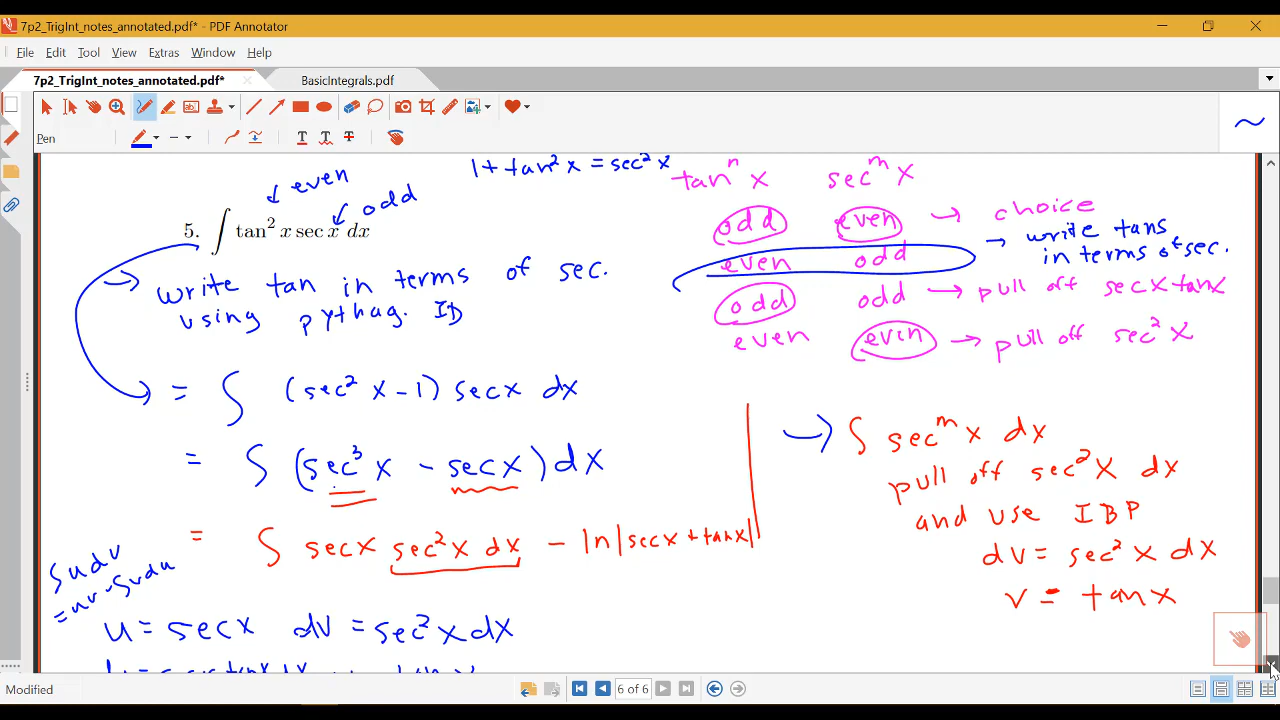 7p2_TrigInt_notes_annotated.pdf* - PDF Annotator
File Edit Tool View Extras Window Help
7p2_TrigInt_notes_annotated.pdf* BasicIntegrals.pdf
Pen
1 + tan² x = sec² x
even
odd
5. ∫ tan² x sec x dx
write tan in terms of sec.
using pythag. ID
= ∫ (sec² x - 1) sec x dx
= ∫ (sec³ x - sec x) dx
= ∫ sec x sec² x dx - ln|sec x + tan x|
∫ u dv
= uv - ∫ v du
u = sec x dv = sec² x dx
tanⁿ x secᵐ x
odd even → choice
even odd → write tans
in terms of sec.
odd odd → pull off sec x tan x
even even → pull off sec² x
→ ∫ secᵐ x dx
pull off sec² x dx
and use IBP
dv = sec² x dx
v = tan x
Modified
6 of 6